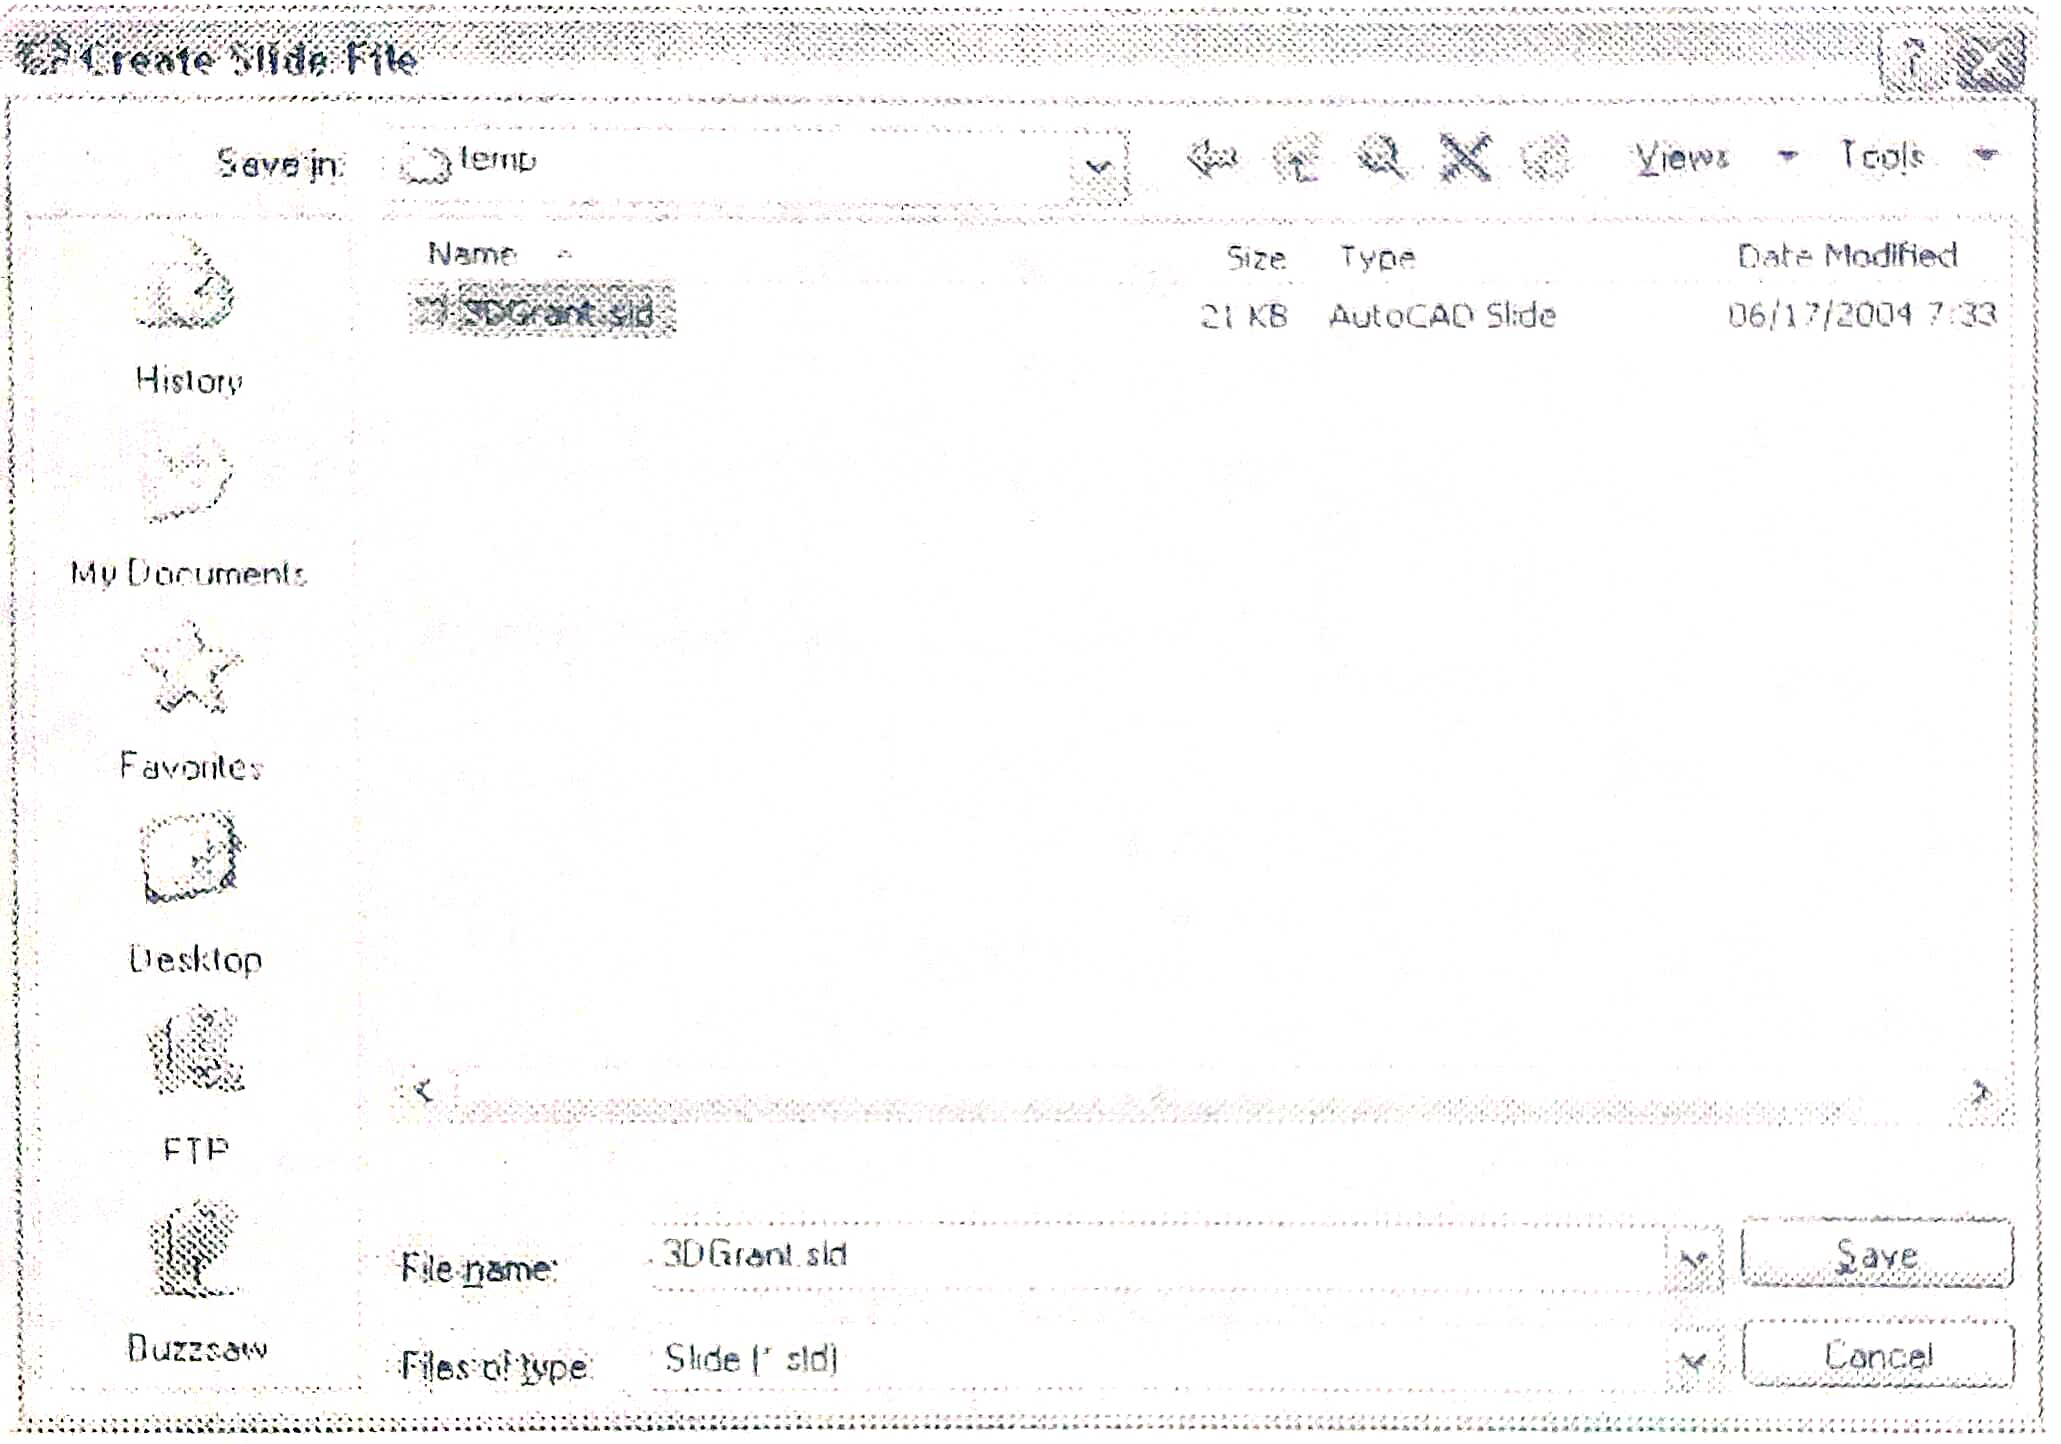 Create Slide File
Save in: temp Views Tools
Name Size Type Date Modified
3DGrant.sld 21 KB AutoCAD Slide 06/17/2004 7:33
History
My Documents
Favorites
Desktop
FTP
Buzzsaw
File name: 3DGrant.sld Save
Files of type: Slide (*.sld) Cancel